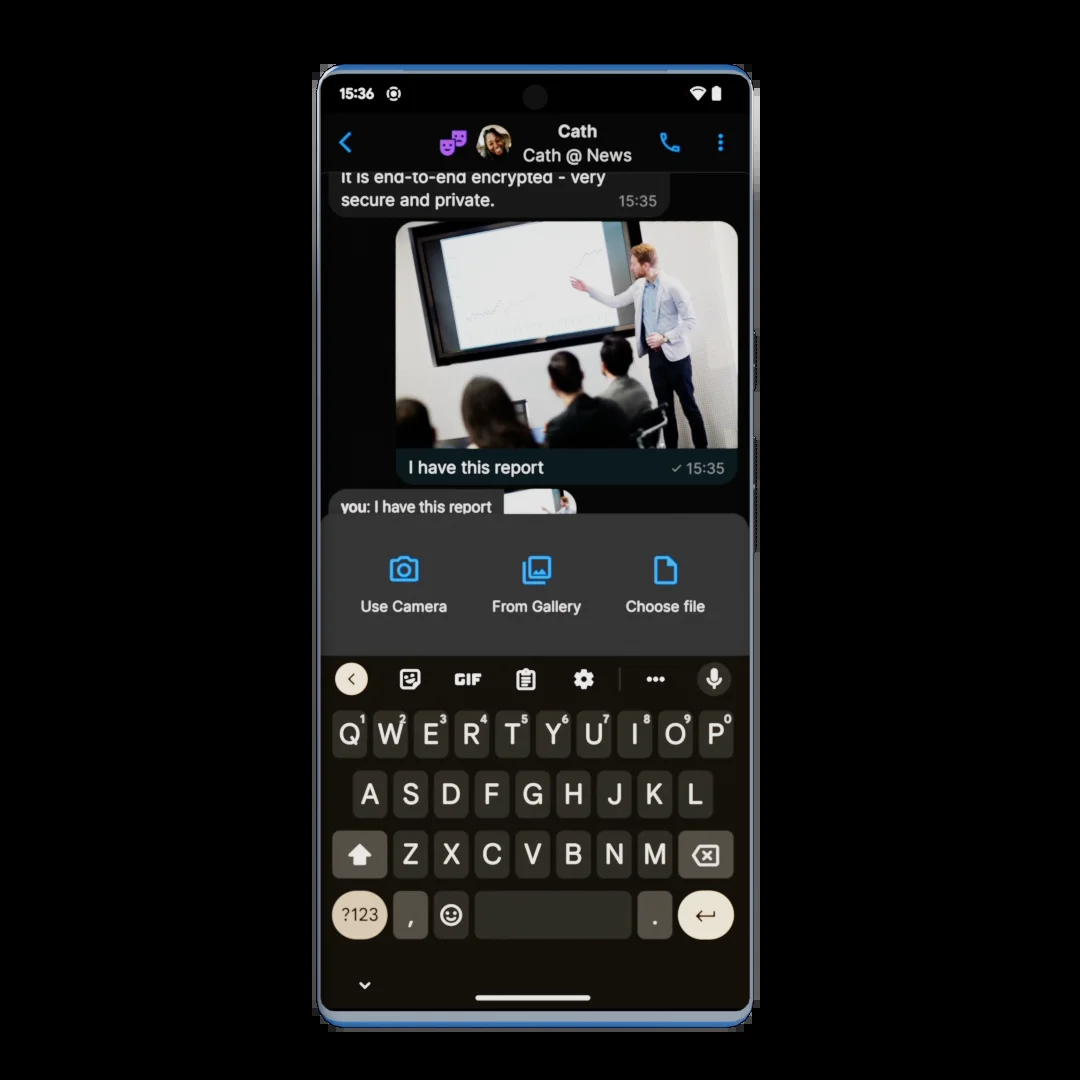 15:36
Cath
Cath @ News
It is end-to-end encrypted - very
secure and private.
15:35
I have this report
15:35
you: I have this report
Use Camera
From Gallery
Choose file
GIF
Q1 W2 E3 R4 T5 Y6 U7 I8 O9 P0
A S D F G H J K L
Z X C V B N M
?123 , .